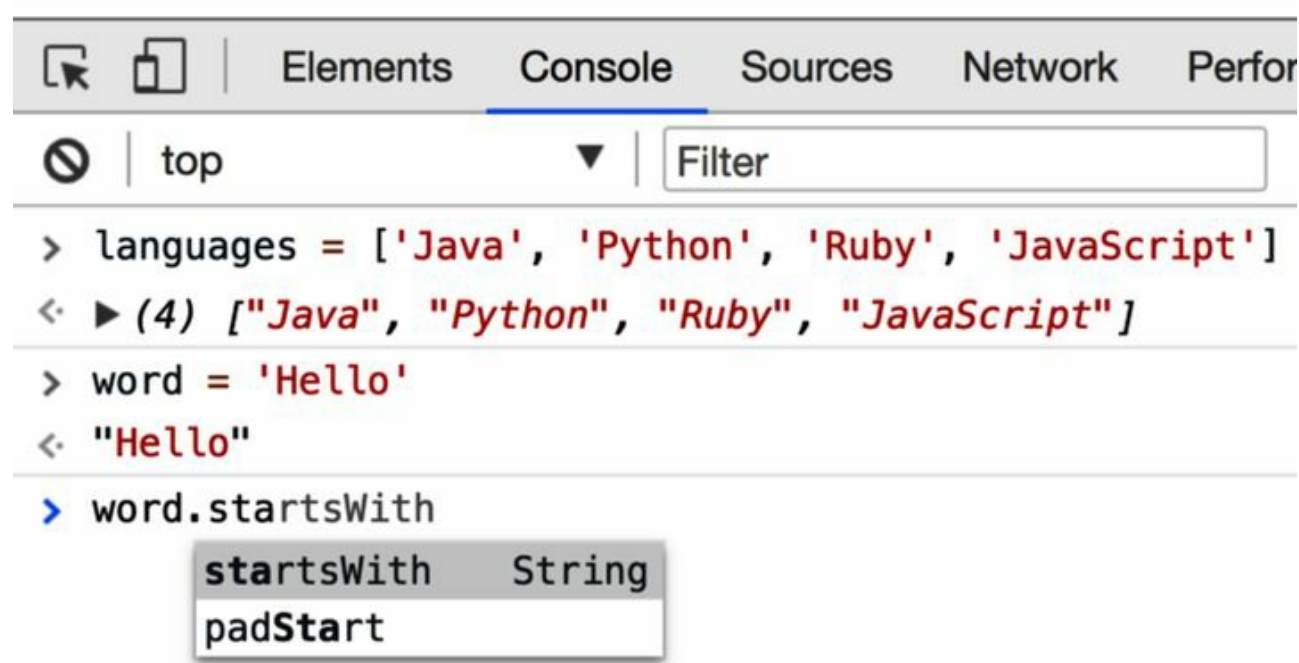 Elements Console Sources Network Perfor
top Filter
> languages = ['Java', 'Python', 'Ruby', 'JavaScript']
(4) ["Java", "Python", "Ruby", "JavaScript"]
> word = 'Hello'
"Hello"
> word.startsWith
startsWith String
padStart